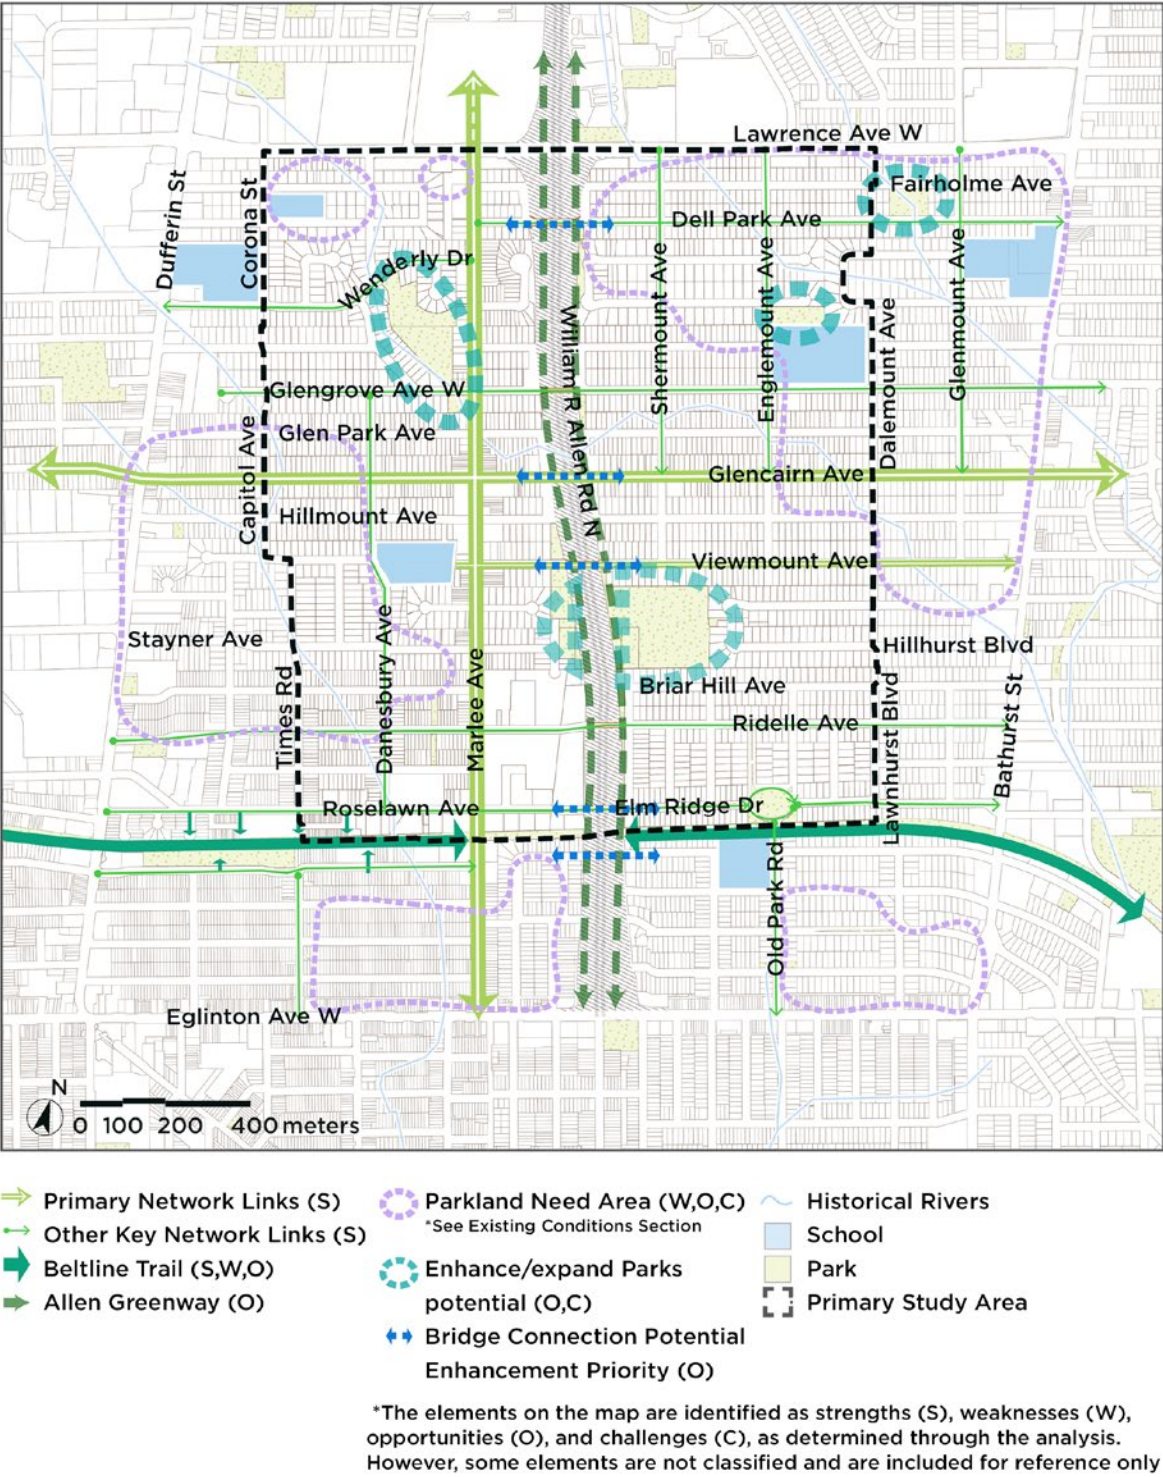 Lawrence Ave W
Fairholme Ave
Dufferin St
Corona St
Dell Park Ave
Wenderly Dr
Shermount Ave
Englemount Ave
Glenmount Ave
William R Allen Rd N
Dalemount Ave
Glengrove Ave W
Glen Park Ave
Capitol Ave
Glencairn Ave
Hillmount Ave
Viewmount Ave
Stayner Ave
Danesbury Ave
Hillhurst Blvd
Marlee Ave
Times Rd
Briar Hill Ave
Lawnhurst Blvd
Bathurst St
Ridelle Ave
Roselawn Ave
Elm Ridge Dr
Old Park Rd
Eglinton Ave W
N
0 100 200 400 meters
Primary Network Links (S)
Other Key Network Links (S)
Beltline Trail (S,W,O)
Allen Greenway (O)
Parkland Need Area (W,O,C)
*See Existing Conditions Section
Enhance/expand Parks
potential (O,C)
Bridge Connection Potential
Enhancement Priority (O)
Historical Rivers
School
Park
Primary Study Area
*The elements on the map are identified as strengths (S), weaknesses (W),
opportunities (O), and challenges (C), as determined through the analysis.
However, some elements are not classified and are included for reference only